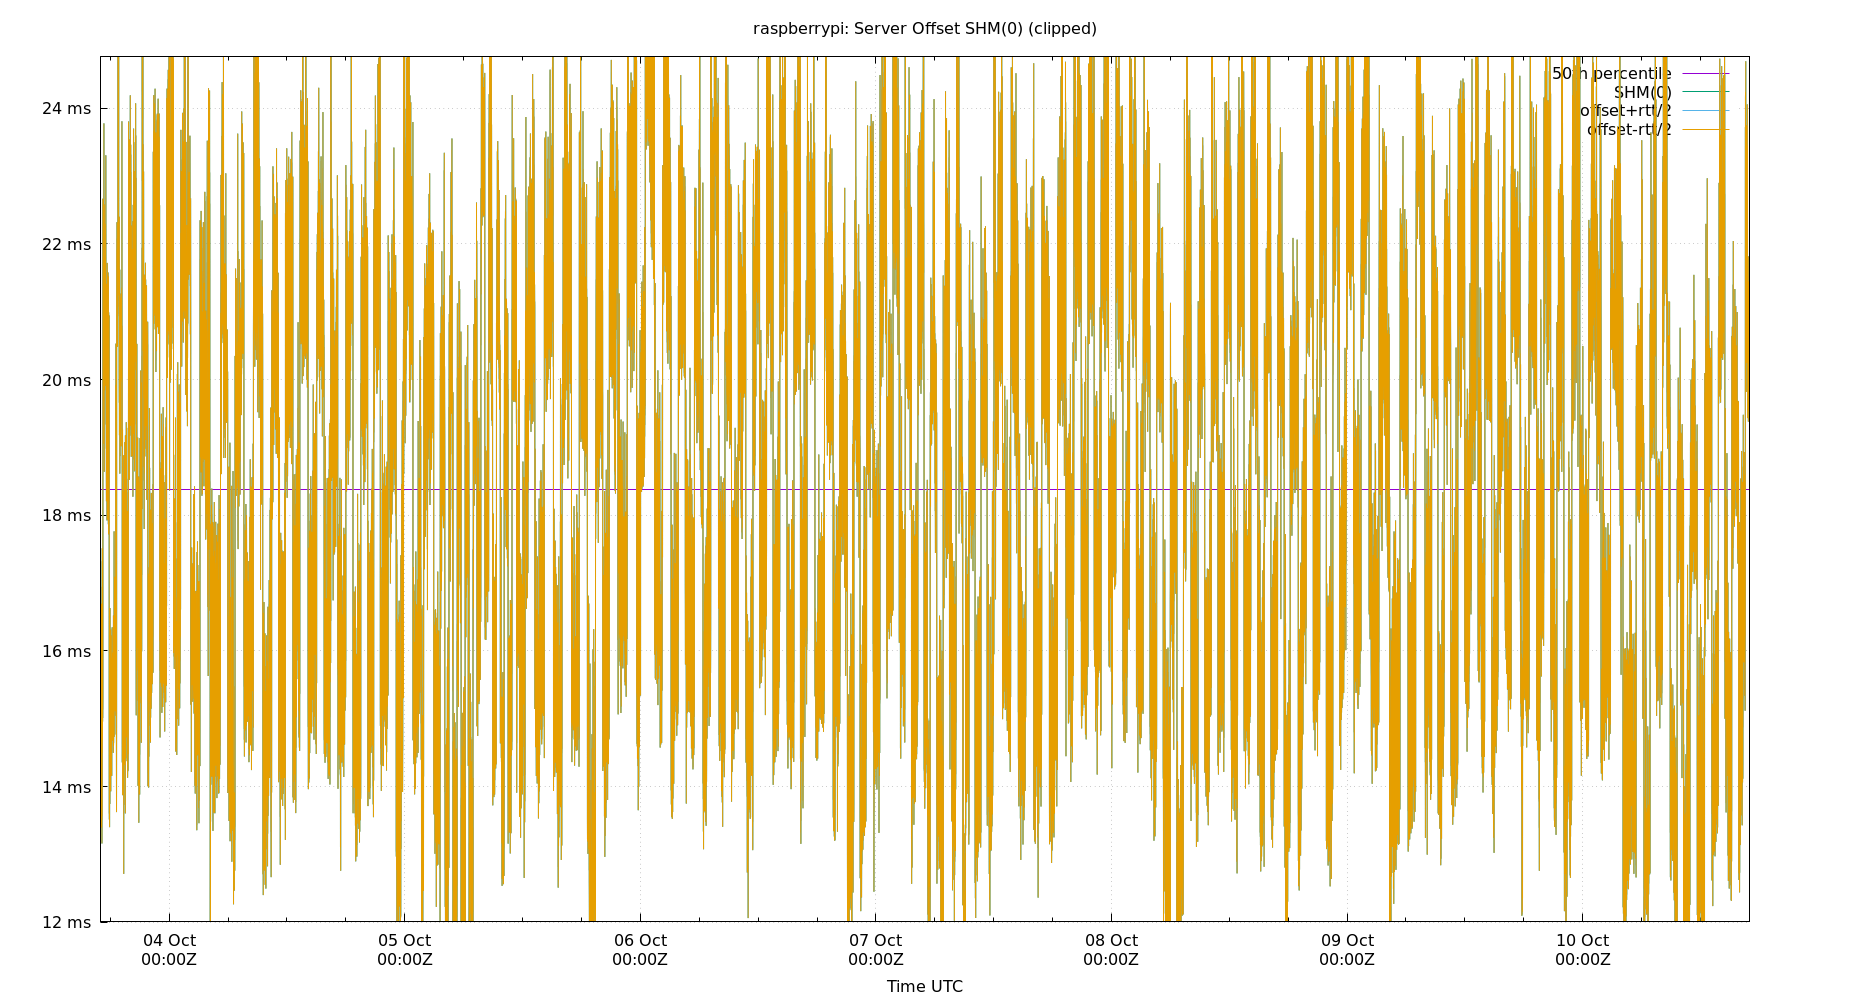 raspberrypi: Server Offset SHM(0) (clipped)
50th percentile
SHM(0)
offset+rtt/2
offset-rtt/2
24 ms
22 ms
20 ms
18 ms
16 ms
14 ms
12 ms
04 Oct 05 Oct 06 Oct 07 Oct 08 Oct 09 Oct 10 Oct
00:00Z 00:00Z 00:00Z 00:00Z 00:00Z 00:00Z 00:00Z
Time UTC